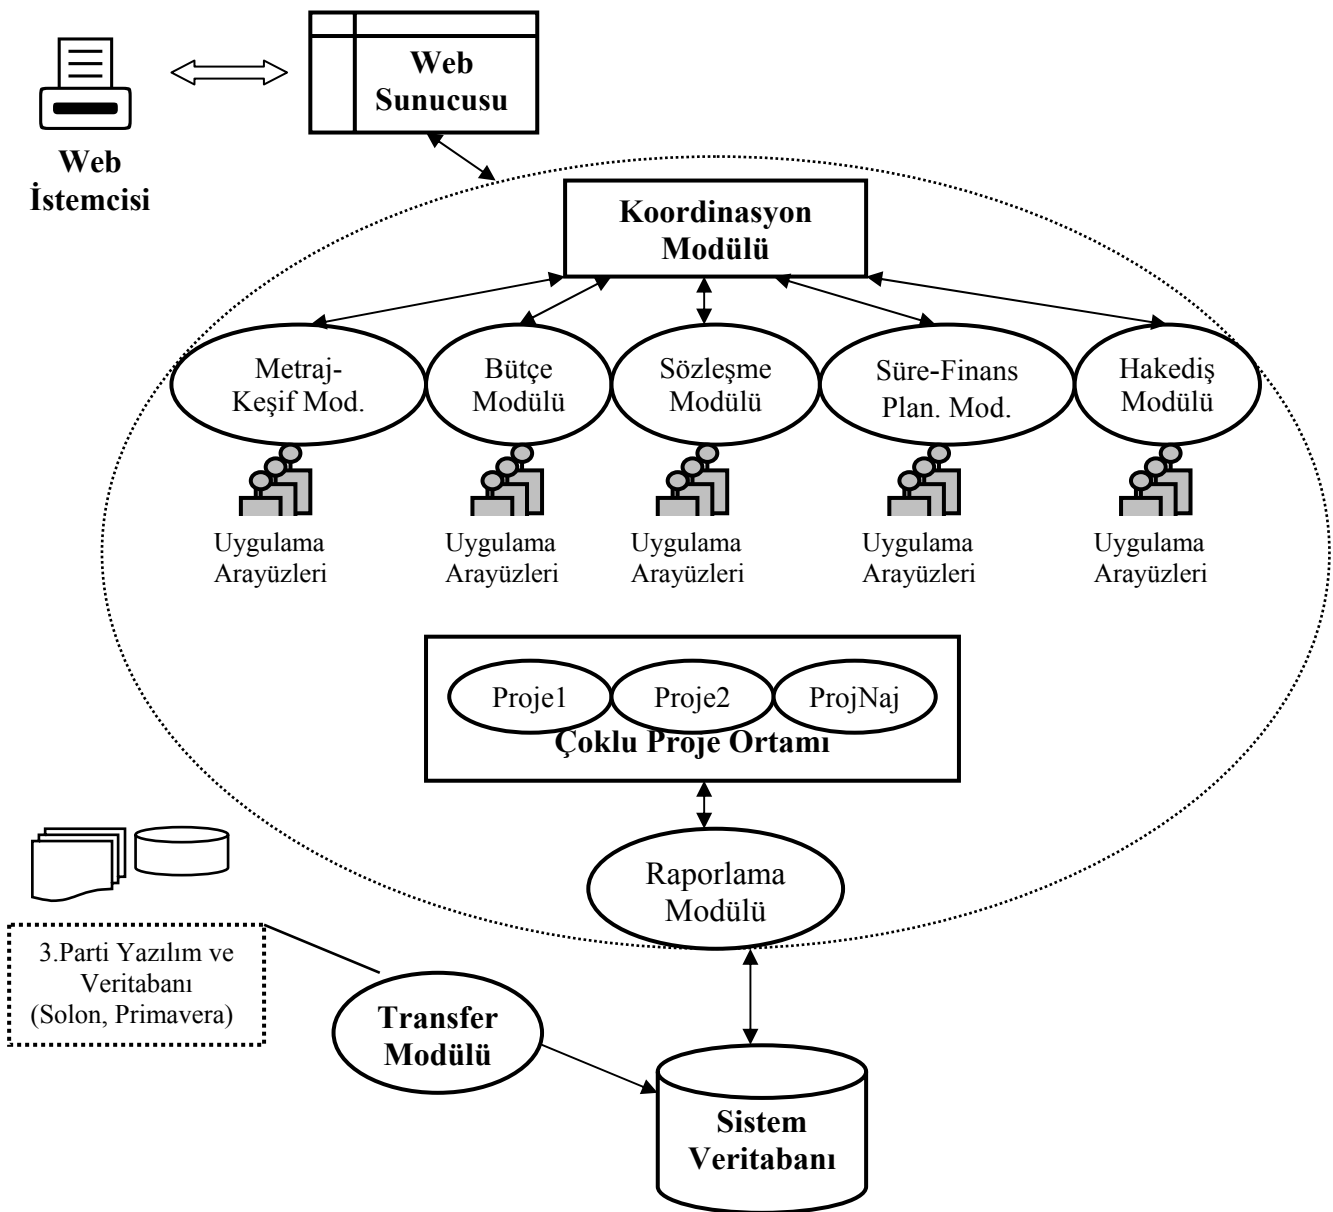 Web
Sunucusu
Web
İstemcisi
Koordinasyon
Modülü
Metraj-
Keşif Mod.
Bütçe
Modülü
Sözleşme
Modülü
Süre-Finans
Plan. Mod.
Hakediş
Modülü
Uygulama
Arayüzleri
Uygulama
Arayüzleri
Uygulama
Arayüzleri
Uygulama
Arayüzleri
Uygulama
Arayüzleri
Proje1
Proje2
ProjNaj
Çoklu Proje Ortamı
Raporlama
Modülü
3.Parti Yazılım ve
Veritabanı
(Solon, Primavera)
Transfer
Modülü
Sistem
Veritabanı